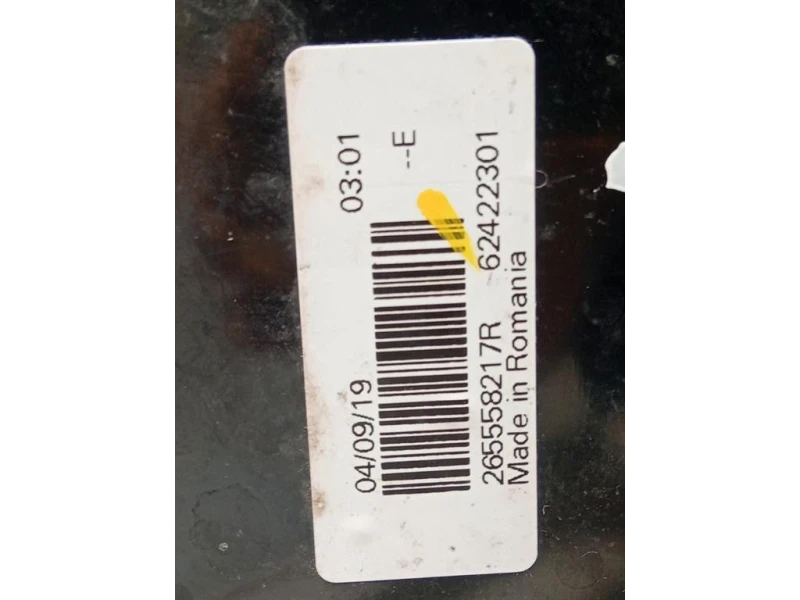 04/09/19 03:01
--E
265558217R 62422301
Made in Romania